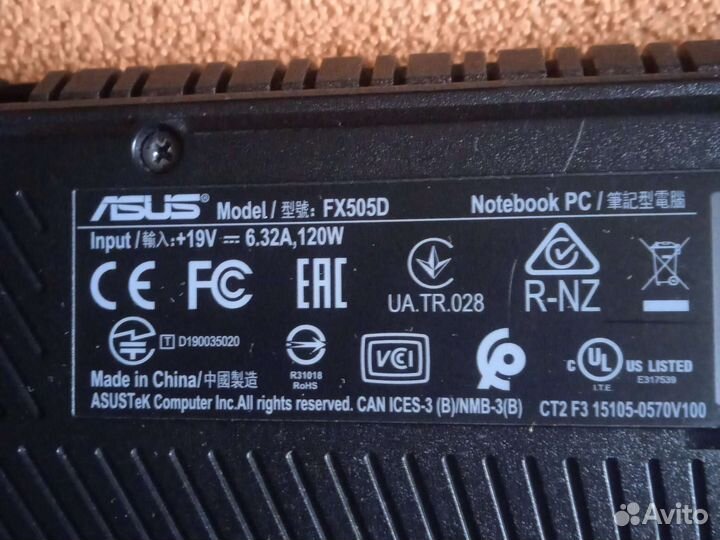 ASUS® Model / 型號: FX505D Notebook PC / 筆記型電腦
Input / 輸入: +19V ⎓ 6.32A, 120W
CE FC EAC UA.TR.028 R-NZ
T D190035020 R31018 RoHS VCCI C UL US LISTED I.T.E. E317539
Made in China/中國製造
ASUSTeK Computer Inc.All rights reserved. CAN ICES-3 (B)/NMB-3(B) CT2 F3 15105-0570V100
Avito